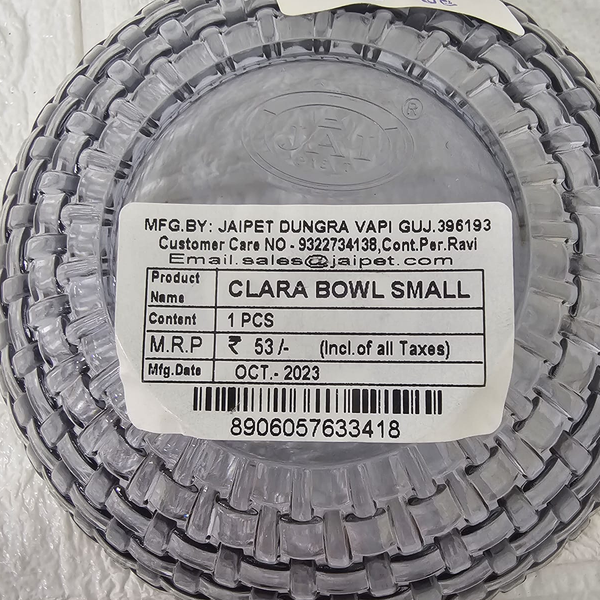 JAI
®
MFG.BY: JAIPET DUNGRA VAPI GUJ.396193
Customer Care NO - 9322734138,Cont.Per.Ravi
Email.sales@jaipet.com
Product Name CLARA BOWL SMALL
Content 1 PCS
M.R.P ₹ 53/- (Incl.of all Taxes)
Mfg.Date OCT.- 2023
8906057633418